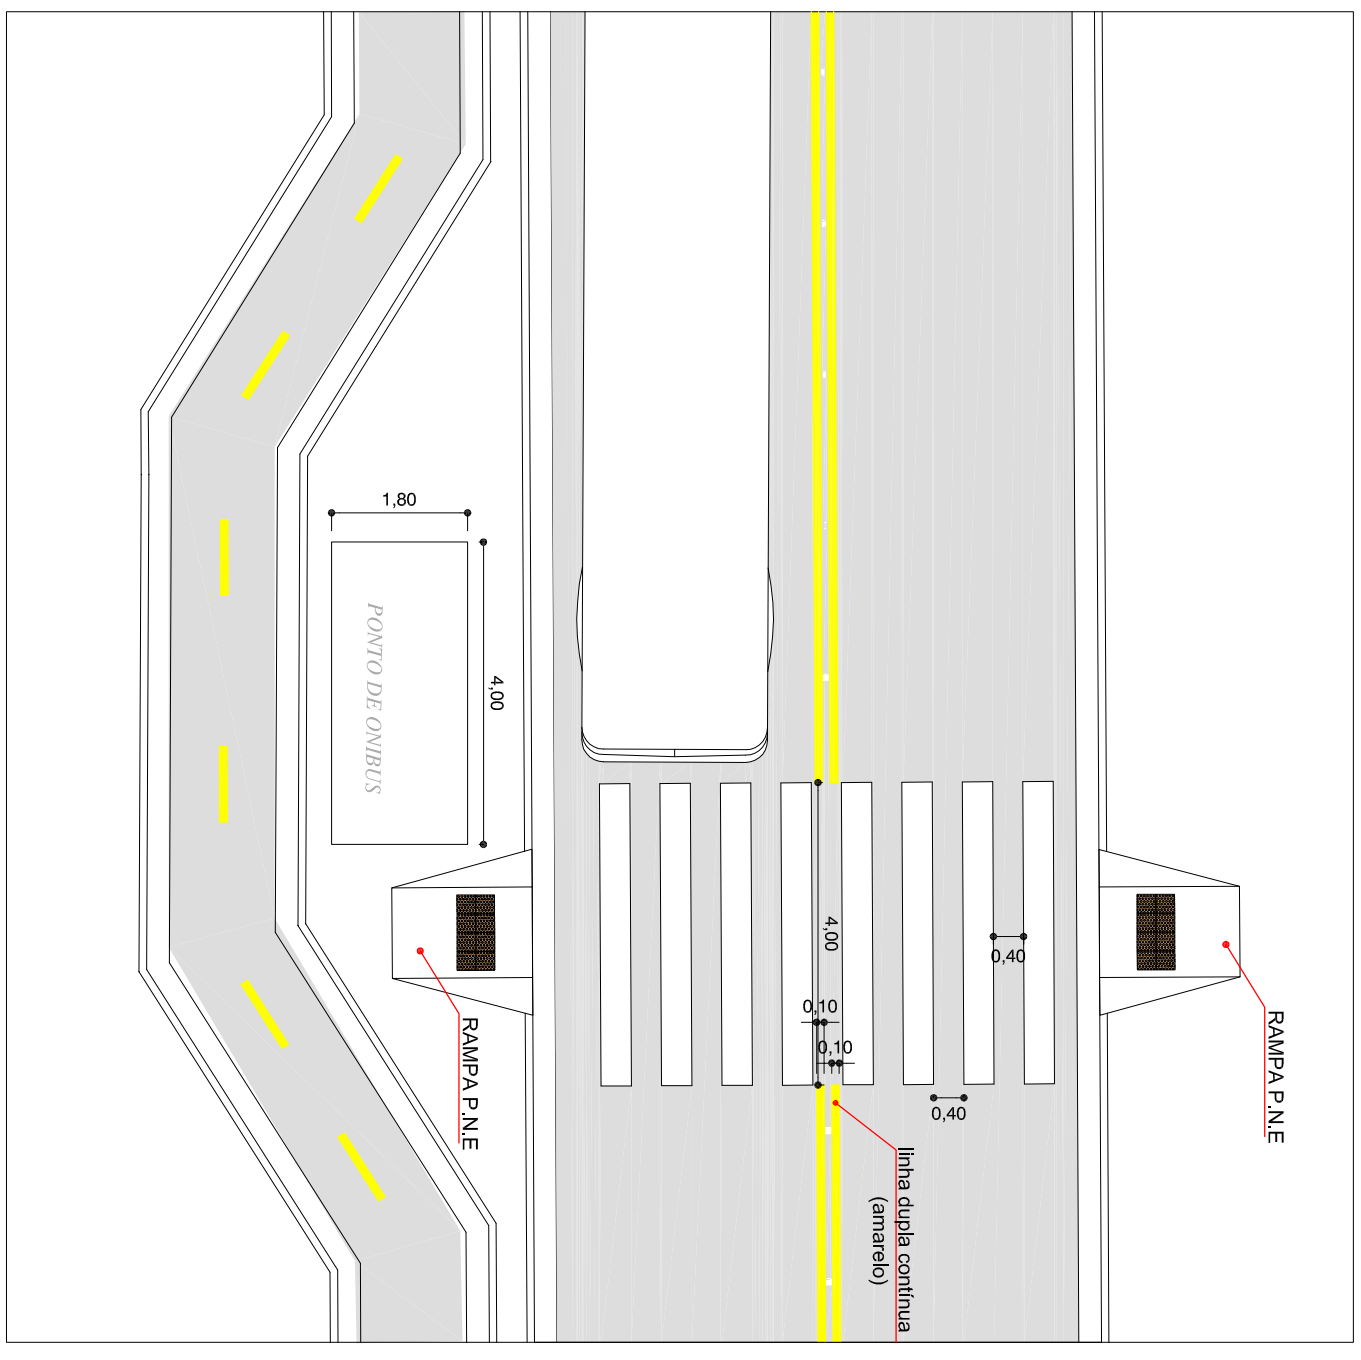 1,80
4,00
PONTO DE ONIBUS
4,00
0,40
0,10
0,10
0,40
RAMPA P.N.E
RAMPA P.N.E
linha dupla contínua
(amarelo)